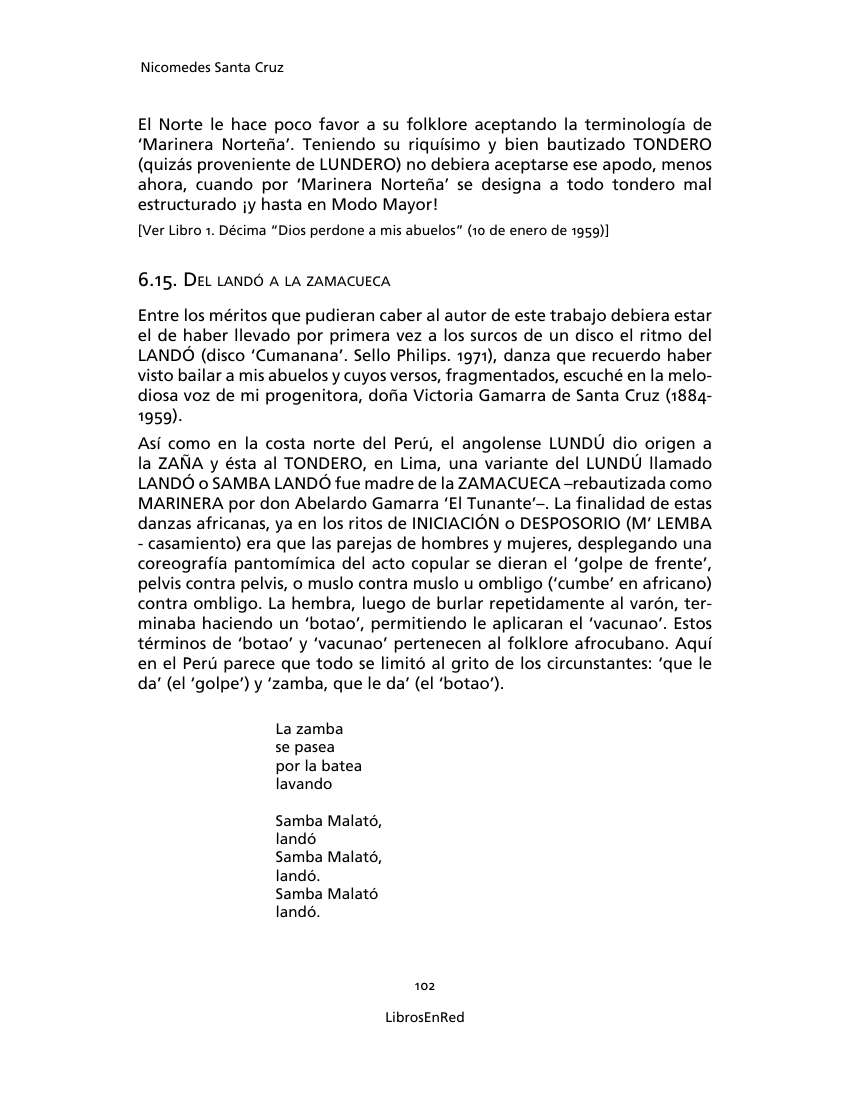 Nicomedes Santa Cruz
El Norte le hace poco favor a su folklore aceptando la terminología de
‘Marinera Norteña’. Teniendo su riquísimo y bien bautizado TONDERO
(quizás proveniente de LUNDERO) no debiera aceptarse ese apodo, menos
ahora, cuando por ‘Marinera Norteña’ se designa a todo tondero mal
estructurado ¡y hasta en Modo Mayor!
[Ver Libro 1. Décima “Dios perdone a mis abuelos” (10 de enero de 1959)]
6.15. Del landó a la zamacueca
Entre los méritos que pudieran caber al autor de este trabajo debiera estar
el de haber llevado por primera vez a los surcos de un disco el ritmo del
LANDÓ (disco ‘Cumanana’. Sello Philips. 1971), danza que recuerdo haber
visto bailar a mis abuelos y cuyos versos, fragmentados, escuché en la melo-
diosa voz de mi progenitora, doña Victoria Gamarra de Santa Cruz (1884-
1959).
Así como en la costa norte del Perú, el angolense LUNDÚ dio origen a
la ZAÑA y ésta al TONDERO, en Lima, una variante del LUNDÚ llamado
LANDÓ o SAMBA LANDÓ fue madre de la ZAMACUECA –rebautizada como
MARINERA por don Abelardo Gamarra ‘El Tunante’–. La finalidad de estas
danzas africanas, ya en los ritos de INICIACIÓN o DESPOSORIO (M’ LEMBA
- casamiento) era que las parejas de hombres y mujeres, desplegando una
coreografía pantomímica del acto copular se dieran el ‘golpe de frente’,
pelvis contra pelvis, o muslo contra muslo u ombligo (‘cumbe’ en africano)
contra ombligo. La hembra, luego de burlar repetidamente al varón, ter-
minaba haciendo un ‘botao’, permitiendo le aplicaran el ‘vacunao’. Estos
términos de ‘botao’ y ‘vacunao’ pertenecen al folklore afrocubano. Aquí
en el Perú parece que todo se limitó al grito de los circunstantes: ‘que le
da’ (el ‘golpe’) y ‘zamba, que le da’ (el ‘botao’).
La zamba
se pasea
por la batea
lavando
Samba Malató,
landó
Samba Malató,
landó.
Samba Malató
landó.
102
LibrosEnRed